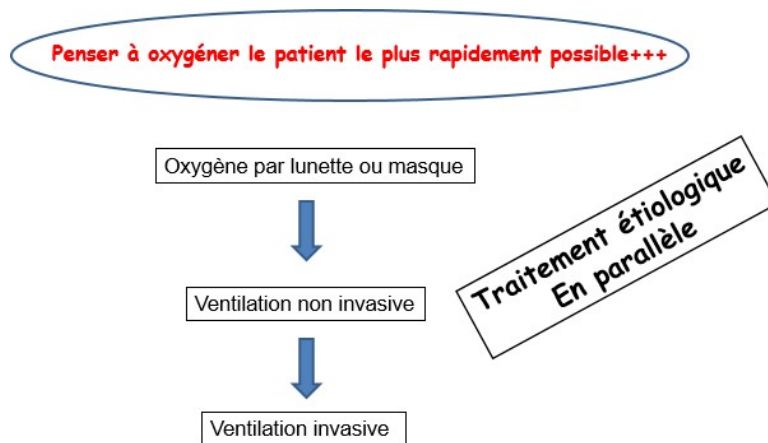 Penser à oxygéner le patient le plus rapidement possible+++
Oxygène par lunette ou masque
Traitement étiologique
En parallèle
Ventilation non invasive
Ventilation invasive